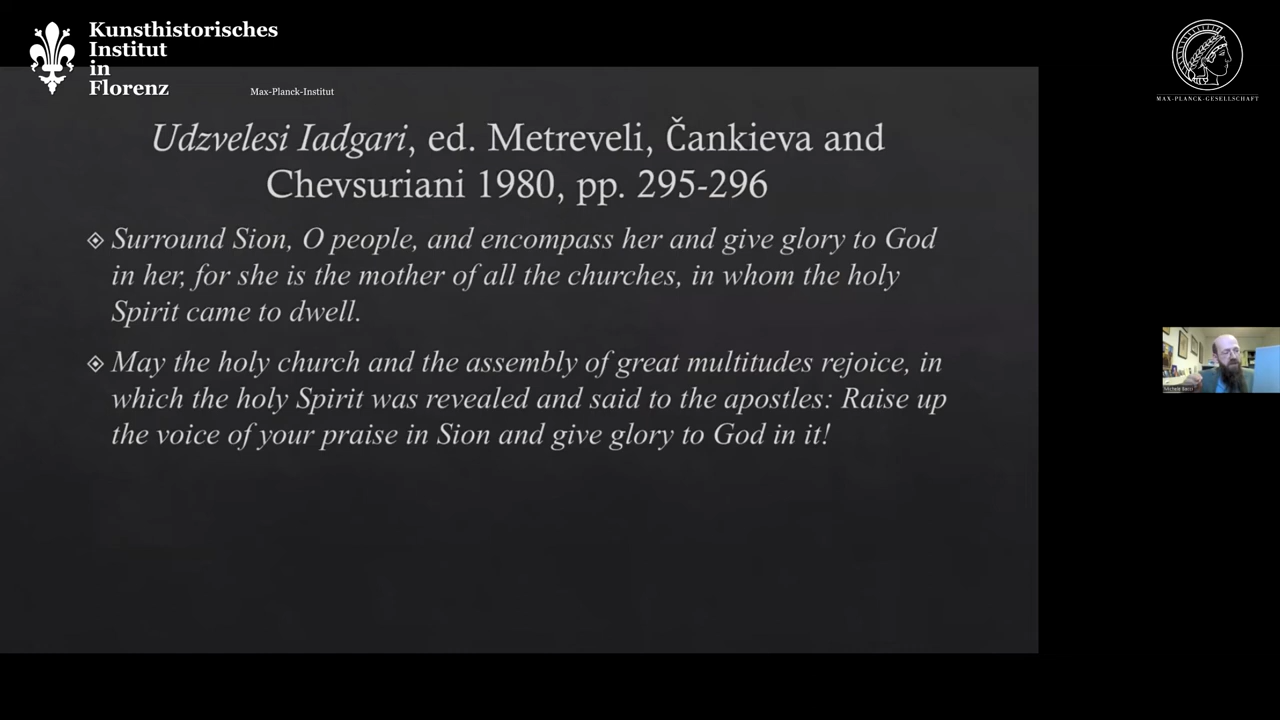 Kunsthistorisches
Institut
in
Florenz
Max-Planck-Institut
MAX-PLANCK-GESELLSCHAFT
Udzvelesi Iadgari, ed. Metreveli, Čankieva and
Chevsuriani 1980, pp. 295-296
Surround Sion, O people, and encompass her and give glory to God
in her, for she is the mother of all the churches, in whom the holy
Spirit came to dwell.
May the holy church and the assembly of great multitudes rejoice, in
which the holy Spirit was revealed and said to the apostles: Raise up
the voice of your praise in Sion and give glory to God in it!
Michele Bacci